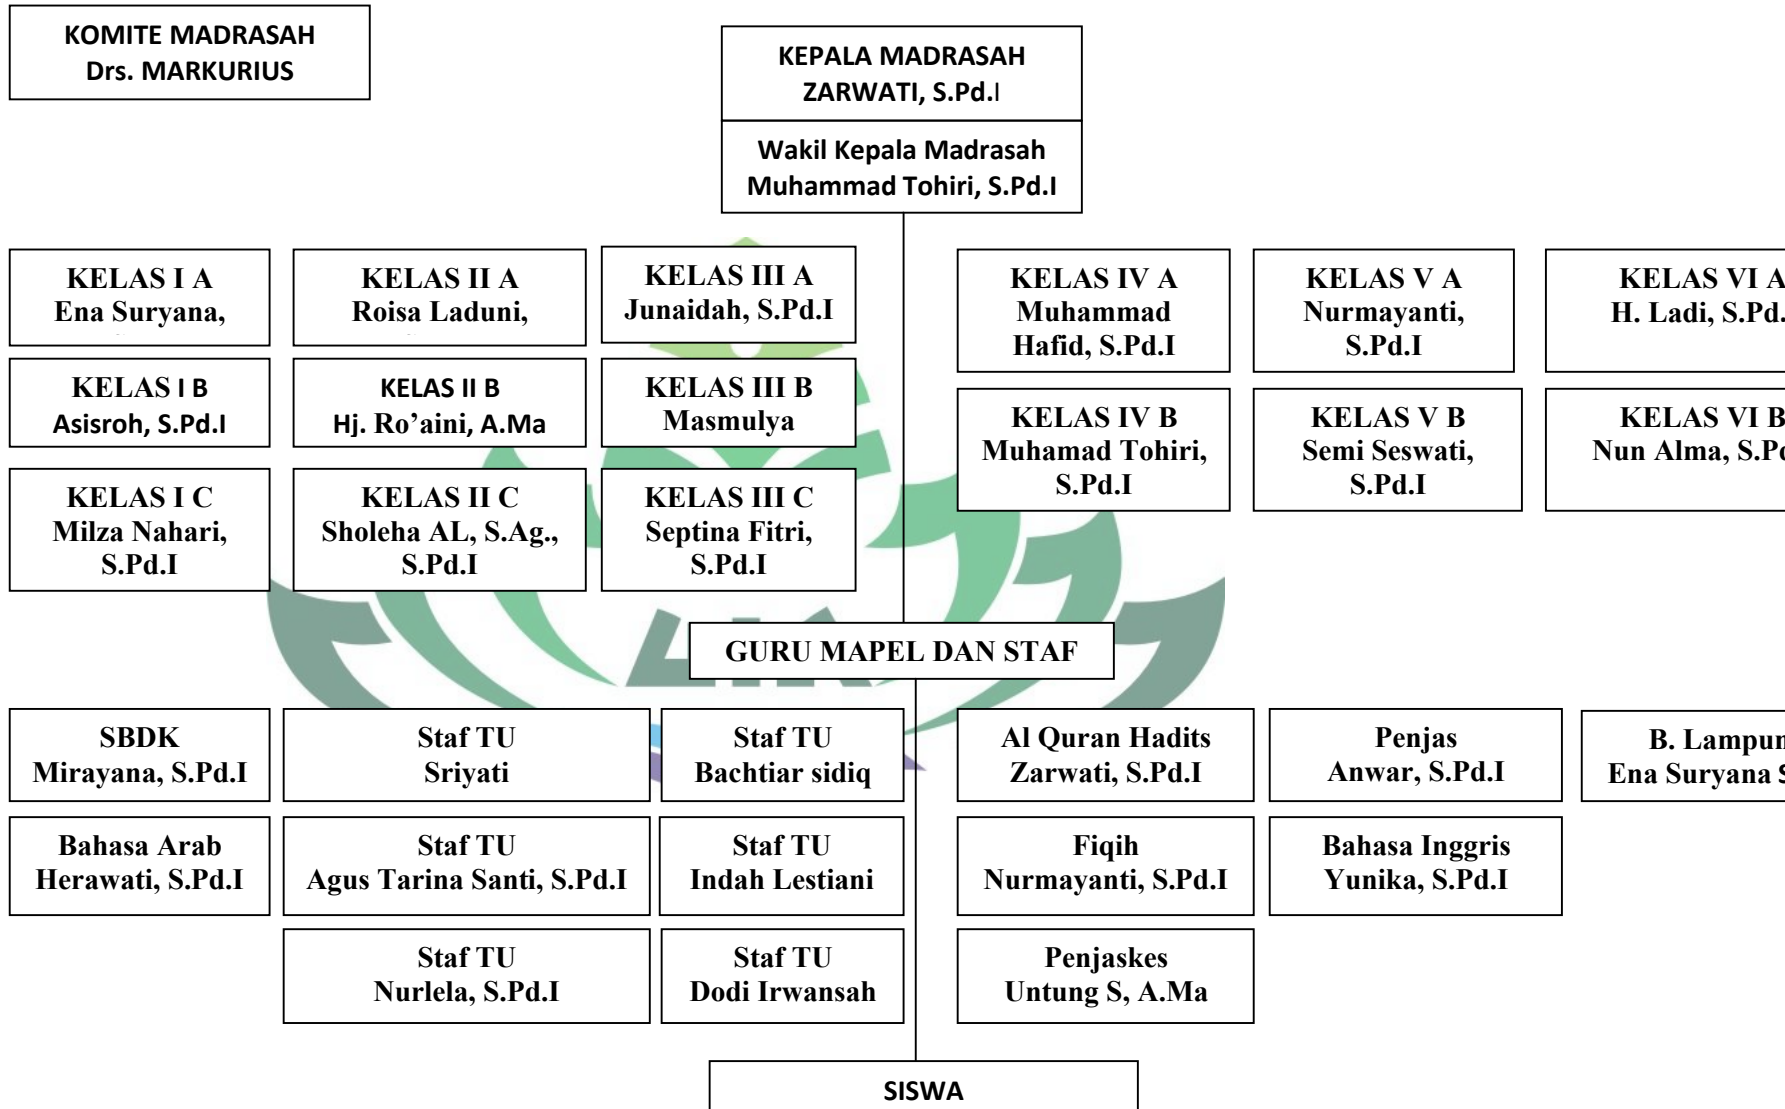 KOMITE MADRASAH
Drs. MARKURIUS
KEPALA MADRASAH
ZARWATI, S.Pd.I
Wakil Kepala Madrasah
Muhammad Tohiri, S.Pd.I
KELAS I A
Ena Suryana,
KELAS II A
Roisa Laduni,
KELAS III A
Junaidah, S.Pd.I
KELAS IV A
Muhammad
Hafid, S.Pd.I
KELAS V A
Nurmayanti,
S.Pd.I
KELAS VI A
H. Ladi, S.Pd.
KELAS I B
Asisroh, S.Pd.I
KELAS II B
Hj. Ro’aini, A.Ma
KELAS III B
Masmulya
KELAS IV B
Muhamad Tohiri,
S.Pd.I
KELAS V B
Semi Seswati,
S.Pd.I
KELAS VI B
Nun Alma,
KELAS I C
Milza Nahari,
S.Pd.I
KELAS II C
Sholeha AL, S.Ag.,
S.Pd.I
KELAS III C
Septina Fitri,
S.Pd.I
GURU MAPEL DAN STAF
SBDK
Mirayana, S.Pd.I
Staf TU
Sriyati
Staf TU
Bachtiar sidiq
Al Quran Hadits
Zarwati, S.Pd.I
Penjas
Anwar, S.Pd.I
B. Lampun
Ena Suryana
Bahasa Arab
Herawati, S.Pd.I
Staf TU
Agus Tarina Santi, S.Pd.I
Staf TU
Indah Lestiani
Fiqih
Nurmayanti, S.Pd.I
Bahasa Inggris
Yunika, S.Pd.I
Staf TU
Nurlela, S.Pd.I
Staf TU
Dodi Irwansah
Penjaskes
Untung S, A.Ma
SISWA